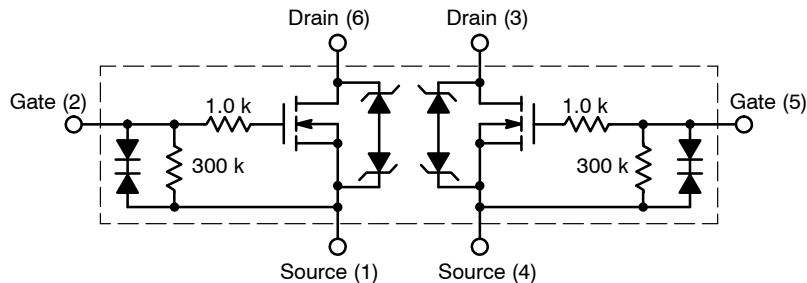 Drain (6)
Drain (3)
Gate (2)
1.0 k
1.0 k
Gate (5)
300 k
300 k
Source (1)
Source (4)